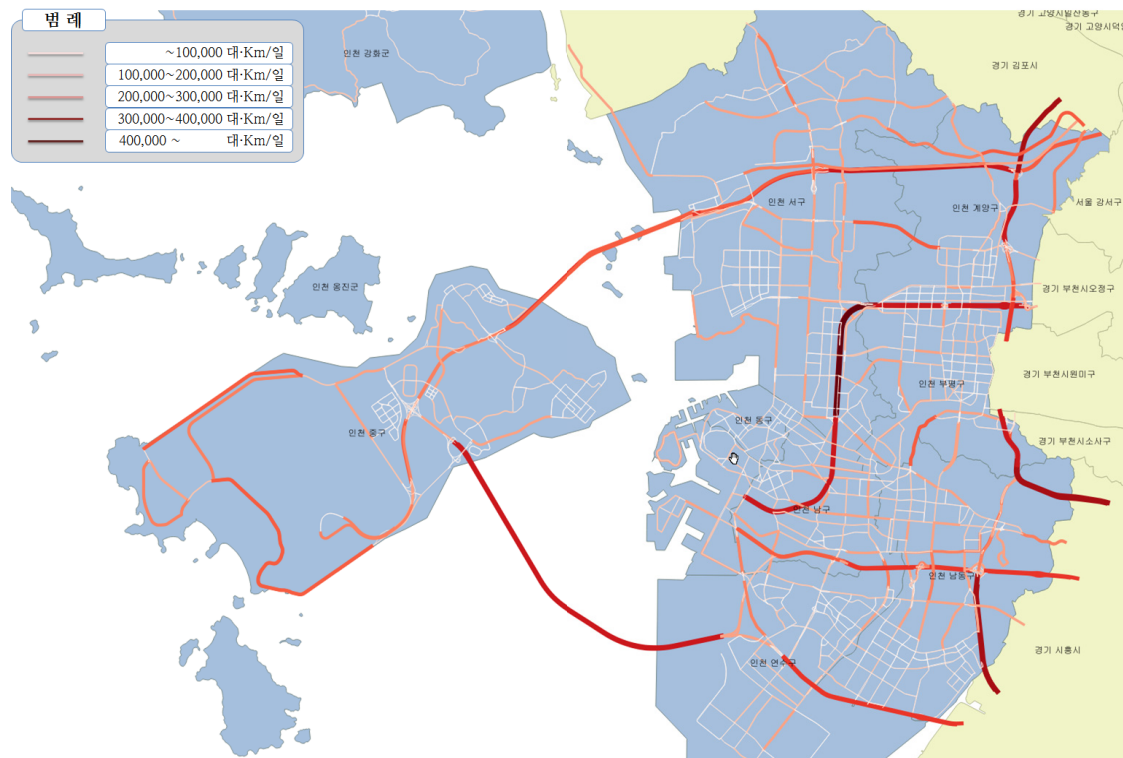 범 례
~100,000 대·Km/일
100,000~200,000 대·Km/일
200,000~300,000 대·Km/일
300,000~400,000 대·Km/일
400,000 ~ 대·Km/일
경기 고양시일산동구
경기 고양시덕양
인천 강화군
경기 김포시
인천 서구
인천 계양구
서울 강서구
인천 옹진군
경기 부천시오정구
경기 부천시원미구
인천 부평구
인천 동구
인천 중구
경기 부천시소사구
인천 남구
인천 남동구
경기 시흥시
인천 연수구